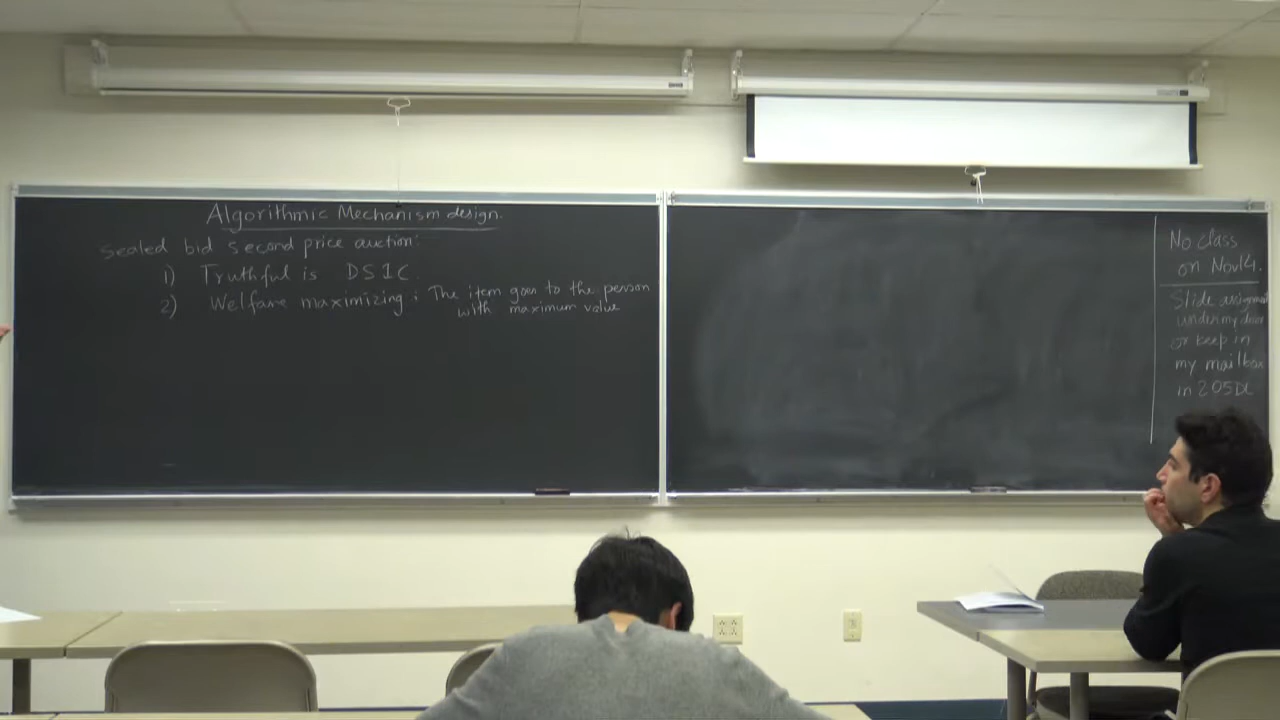 Algorithmic Mechanism design.
Sealed bid second price auction:
1) Truthful is DSIC.
2) Welfare maximizing : The item goes to the person
with maximum value
No class
on Nov14.
Slide assignment
under my door
or keep in
my mailbox
in 205DL